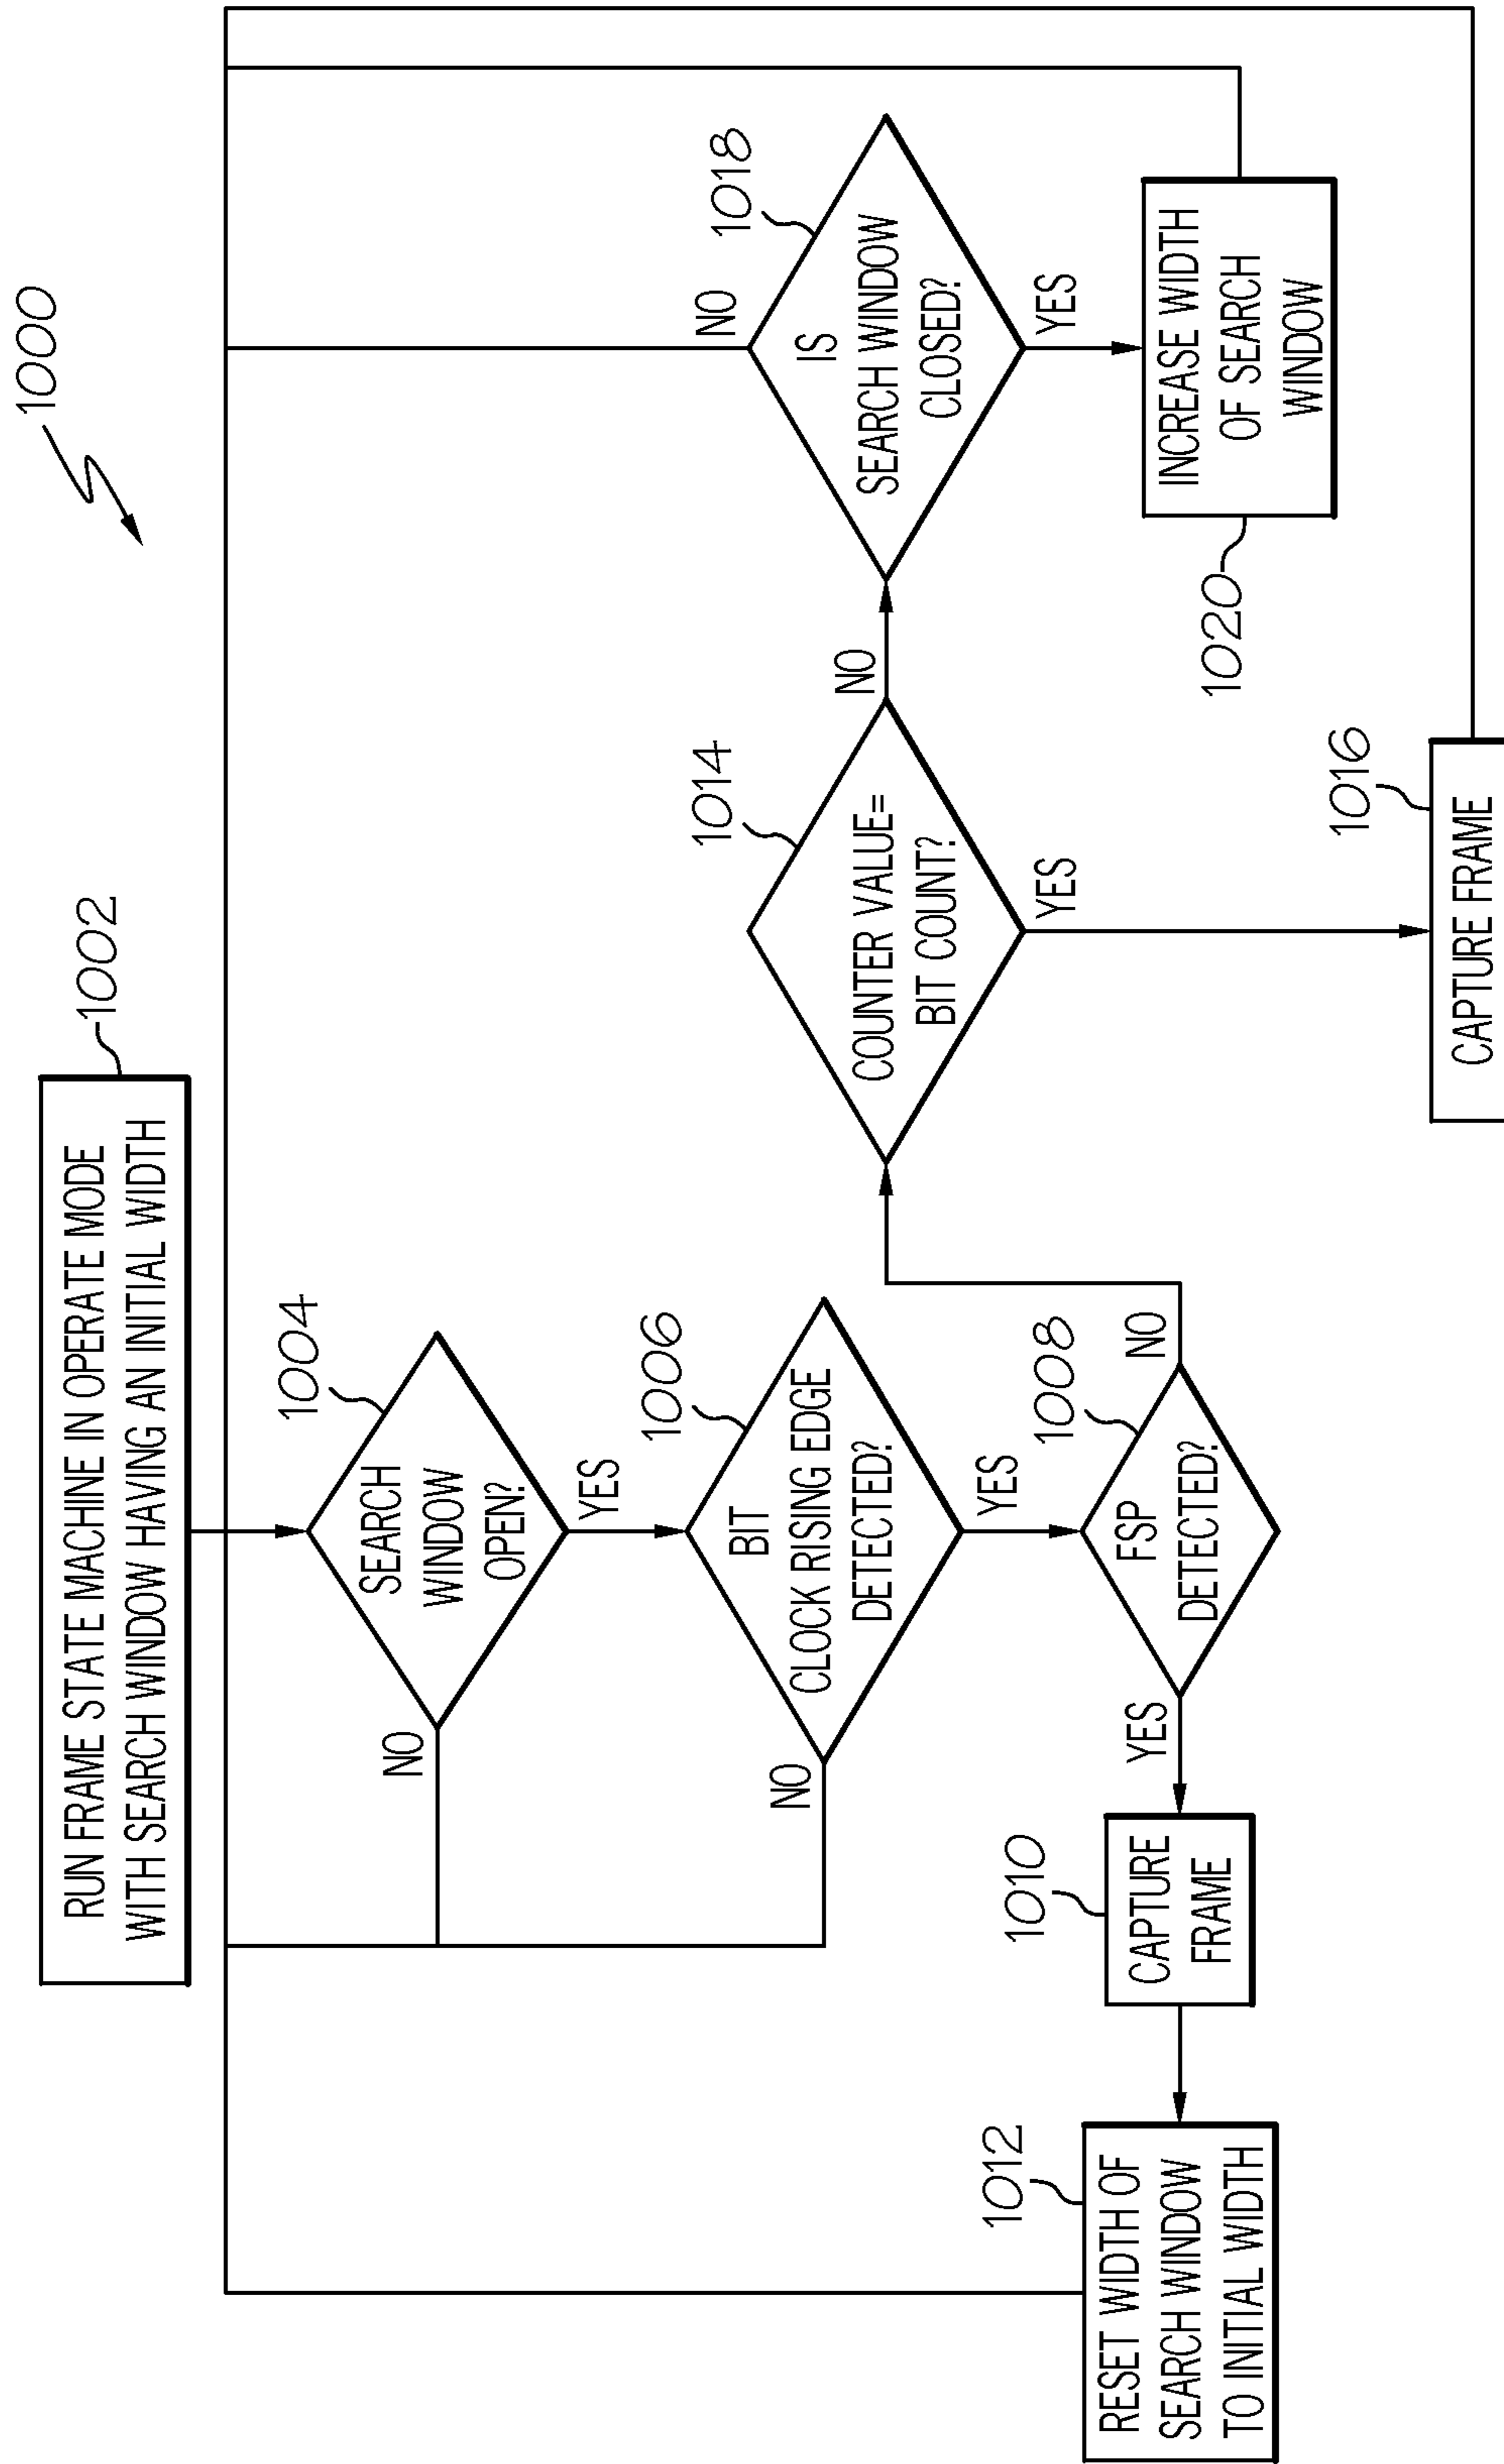 1000
RUN FRAME STATE MACHINE IN OPERATE MODE
WITH SEARCH WINDOW HAVING AN INITIAL WIDTH
1002
SEARCH
WINDOW
OPEN?
1004
NO
YES
BIT
CLOCK RISING EDGE
DETECTED?
1006
NO
YES
FSP
DETECTED?
1008
YES
NO
CAPTURE
FRAME
1010
RESET WIDTH OF
SEARCH WINDOW
TO INITIAL WIDTH
1012
COUNTER VALUE=
BIT COUNT?
1014
NO
YES
CAPTURE FRAME
1016
IS
SEARCH WINDOW
CLOSED?
1018
NO
YES
INCREASE WIDTH
OF SEARCH
WINDOW
1020